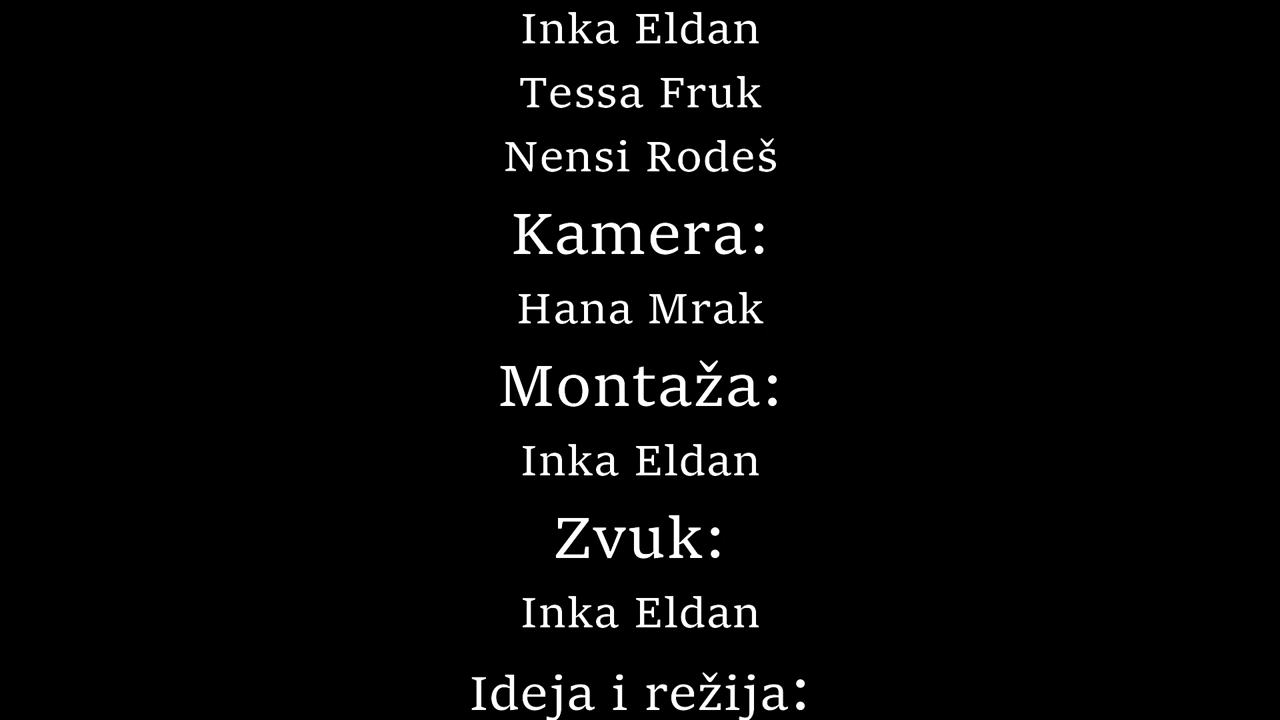 Inka Eldan
Tessa Fruk
Nensi Rodeš
Kamera:
Hana Mrak
Montaža:
Inka Eldan
Zvuk:
Inka Eldan
Ideja i režija: